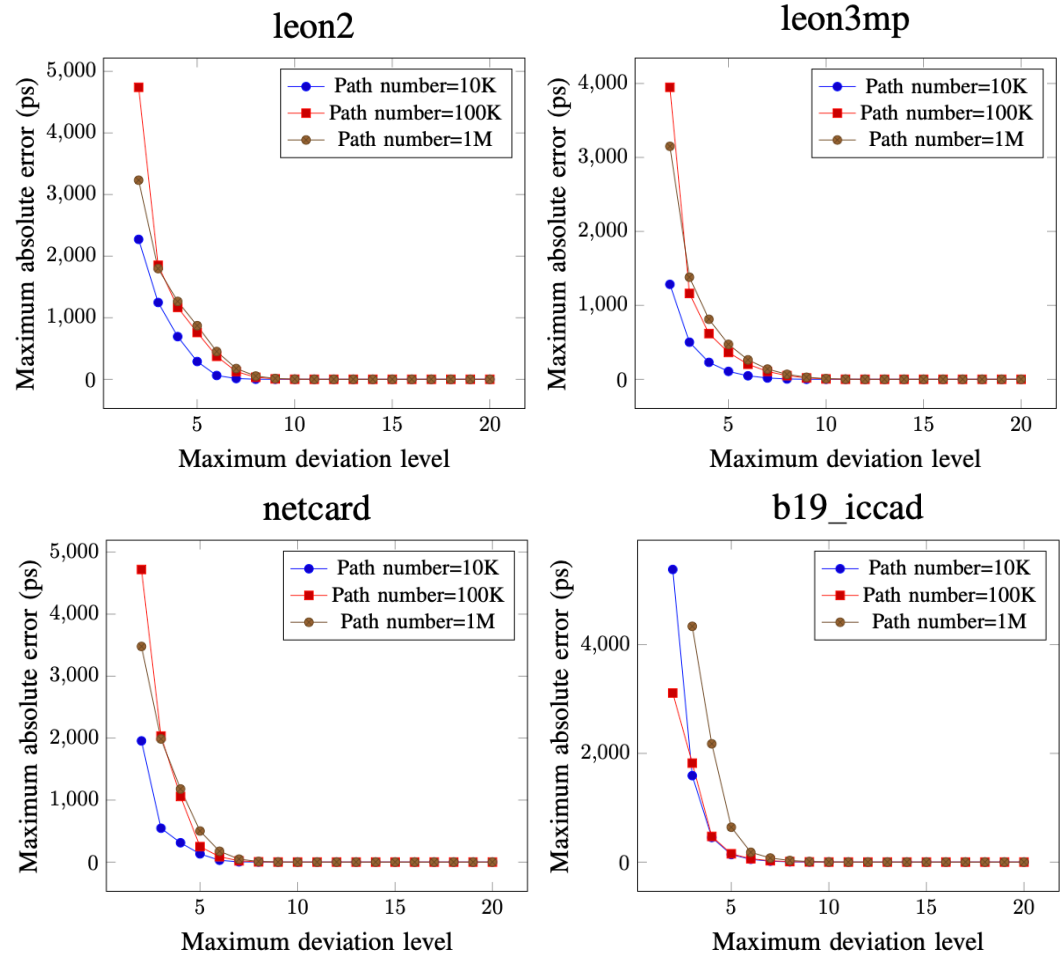 leon2
5,000
4,000
3,000
2,000
1,000
0
Maximum absolute error (ps)
Path number=10K
Path number=100K
Path number=1M
5
10
15
20
Maximum deviation level
leon3mp
4,000
3,000
2,000
1,000
0
Maximum absolute error (ps)
Path number=10K
Path number=100K
Path number=1M
5
10
15
20
Maximum deviation level
netcard
5,000
4,000
3,000
2,000
1,000
0
Maximum absolute error (ps)
Path number=10K
Path number=100K
Path number=1M
5
10
15
20
Maximum deviation level
b19_iccad
4,000
2,000
0
Maximum absolute error (ps)
Path number=10K
Path number=100K
Path number=1M
5
10
15
20
Maximum deviation level